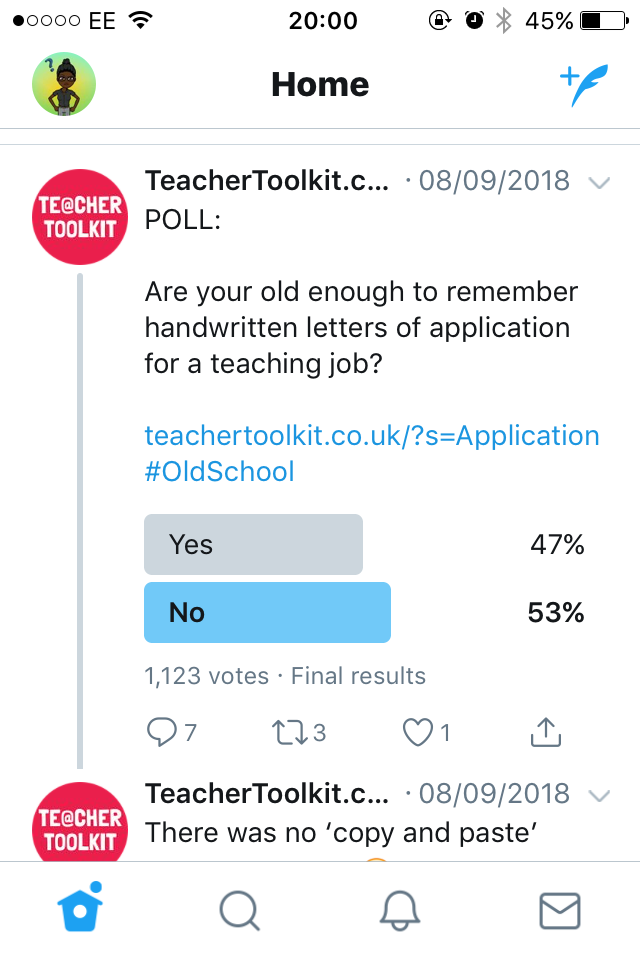 EE 20:00 45%
Home
TeacherToolkit.c... · 08/09/2018
TE@CHER
TOOLKIT
POLL:
Are your old enough to remember
handwritten letters of application
for a teaching job?
teachertoolkit.co.uk/?s=Application
#OldSchool
Yes 47%
No 53%
1,123 votes · Final results
7 3 1
TeacherToolkit.c... · 08/09/2018
TE@CHER
TOOLKIT
There was no ‘copy and paste’